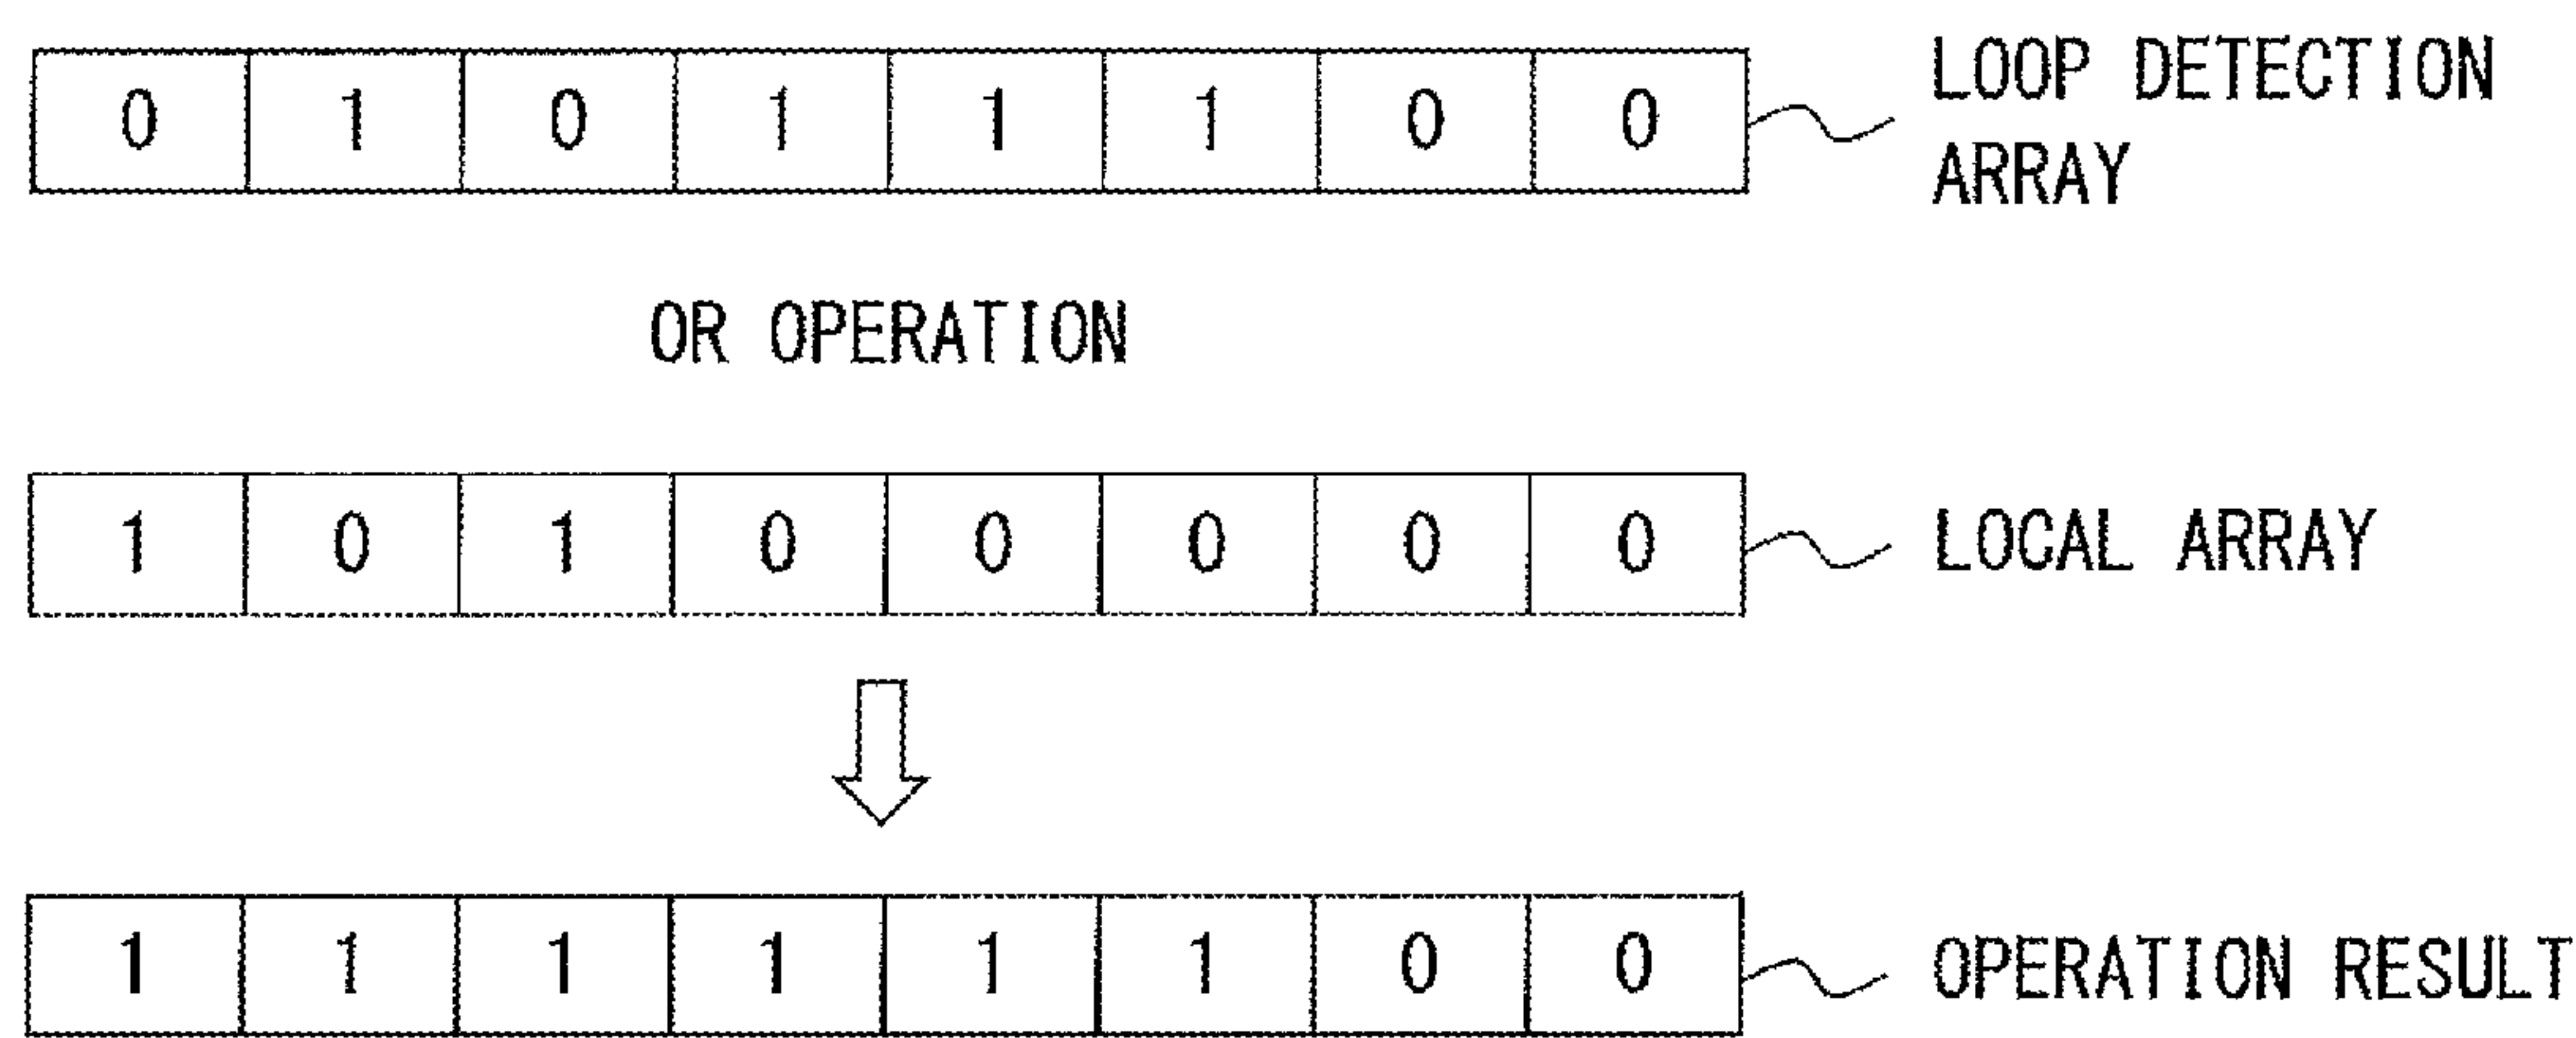 0 1 0 1 1 1 0 0 LOOP DETECTION
ARRAY
OR OPERATION
1 0 1 0 0 0 0 0 LOCAL ARRAY
1 1 1 1 1 1 0 0 OPERATION RESULT